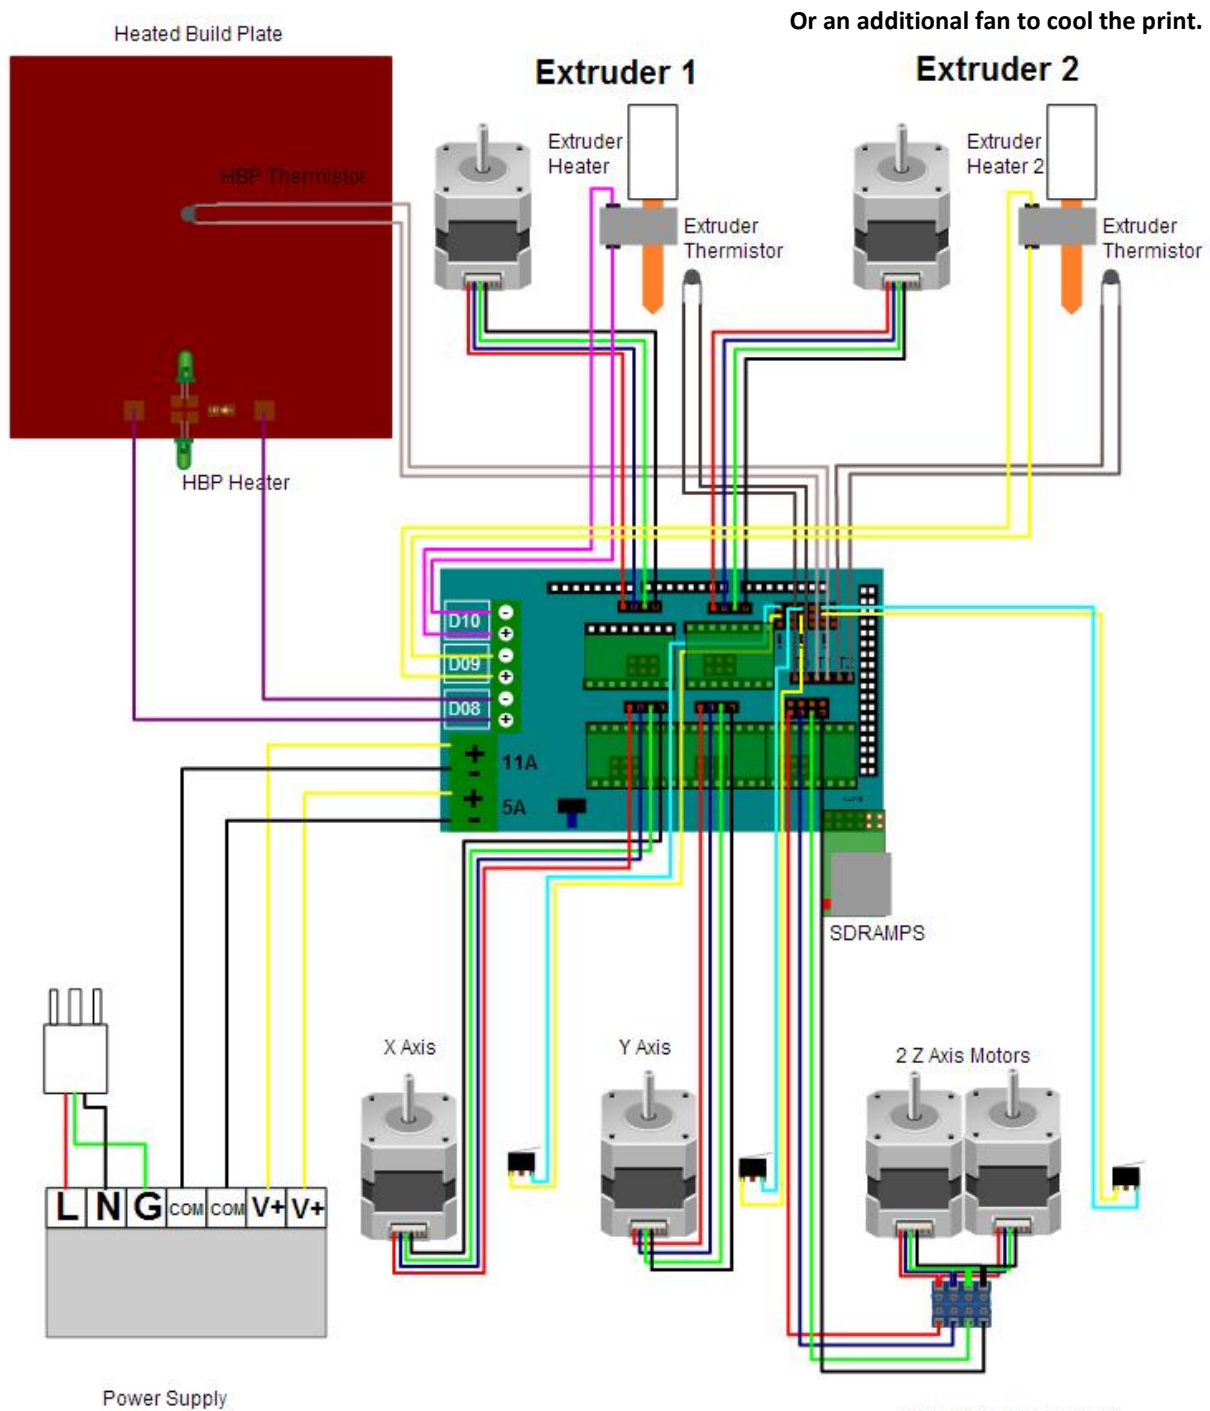 Or an additional fan to cool the print.
Heated Build Plate
Extruder 1
Extruder 2
Extruder
Heater
Extruder
Heater 2
HBP Thermistor
Extruder
Thermistor
Extruder
Thermistor
HBP Heater
D10
-
+
D09
-
+
D08
-
+
+
-
11A
+
-
5A
SDRAMPS
X Axis
Y Axis
2 Z Axis Motors
L N G COM COM V+ V+
Power Supply